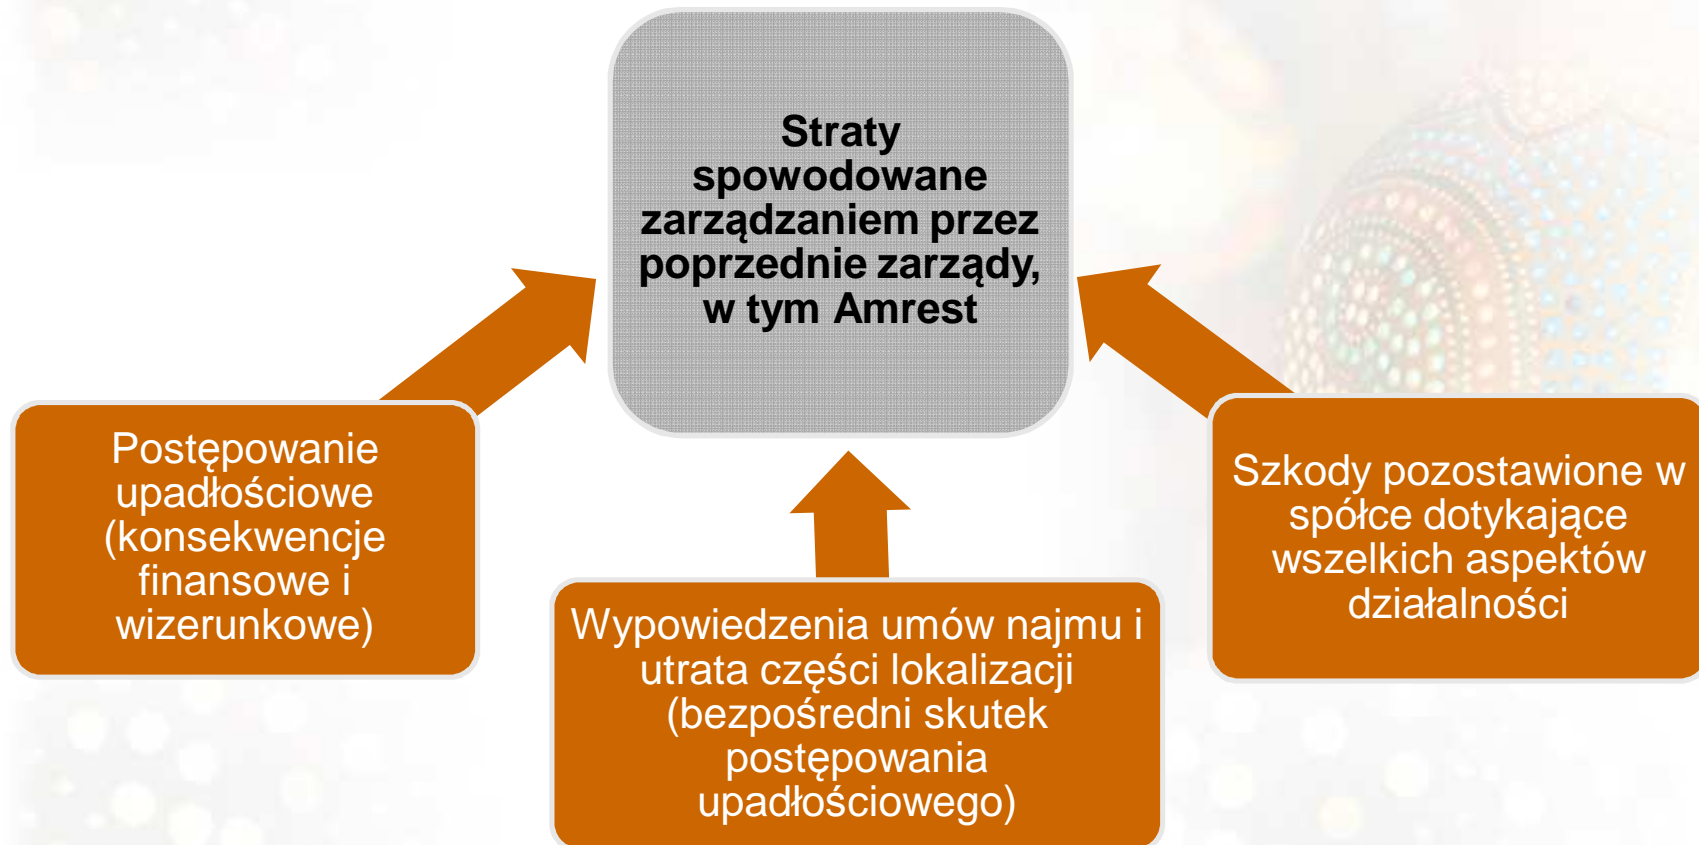 Straty
spowodowane
zarządzaniem przez
poprzednie zarządy,
w tym Amrest
Postępowanie
upadłościowe
(konsekwencje
finansowe i
wizerunkowe)
Wypowiedzenia umów najmu i
utrata części lokalizacji
(bezpośredni skutek
postępowania
upadłościowego)
Szkody pozostawione w
spółce dotykające
wszelkich aspektów
działalności